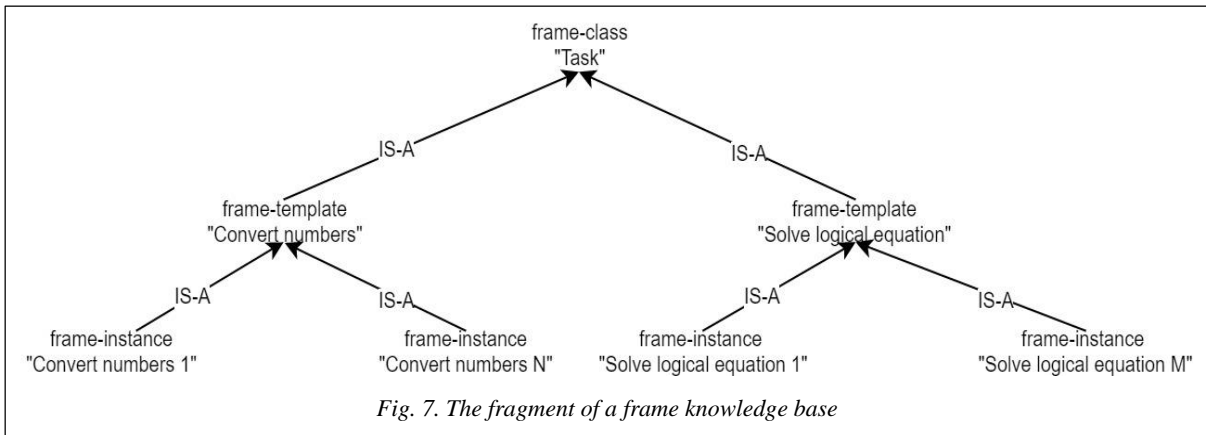 frame-class
"Task"
IS-A
IS-A
frame-template
"Convert numbers"
frame-template
"Solve logical equation"
IS-A
IS-A
IS-A
IS-A
frame-instance
"Convert numbers 1"
frame-instance
"Convert numbers N"
frame-instance
"Solve logical equation 1"
frame-instance
"Solve logical equation M"
Fig. 7. The fragment of a frame knowledge base